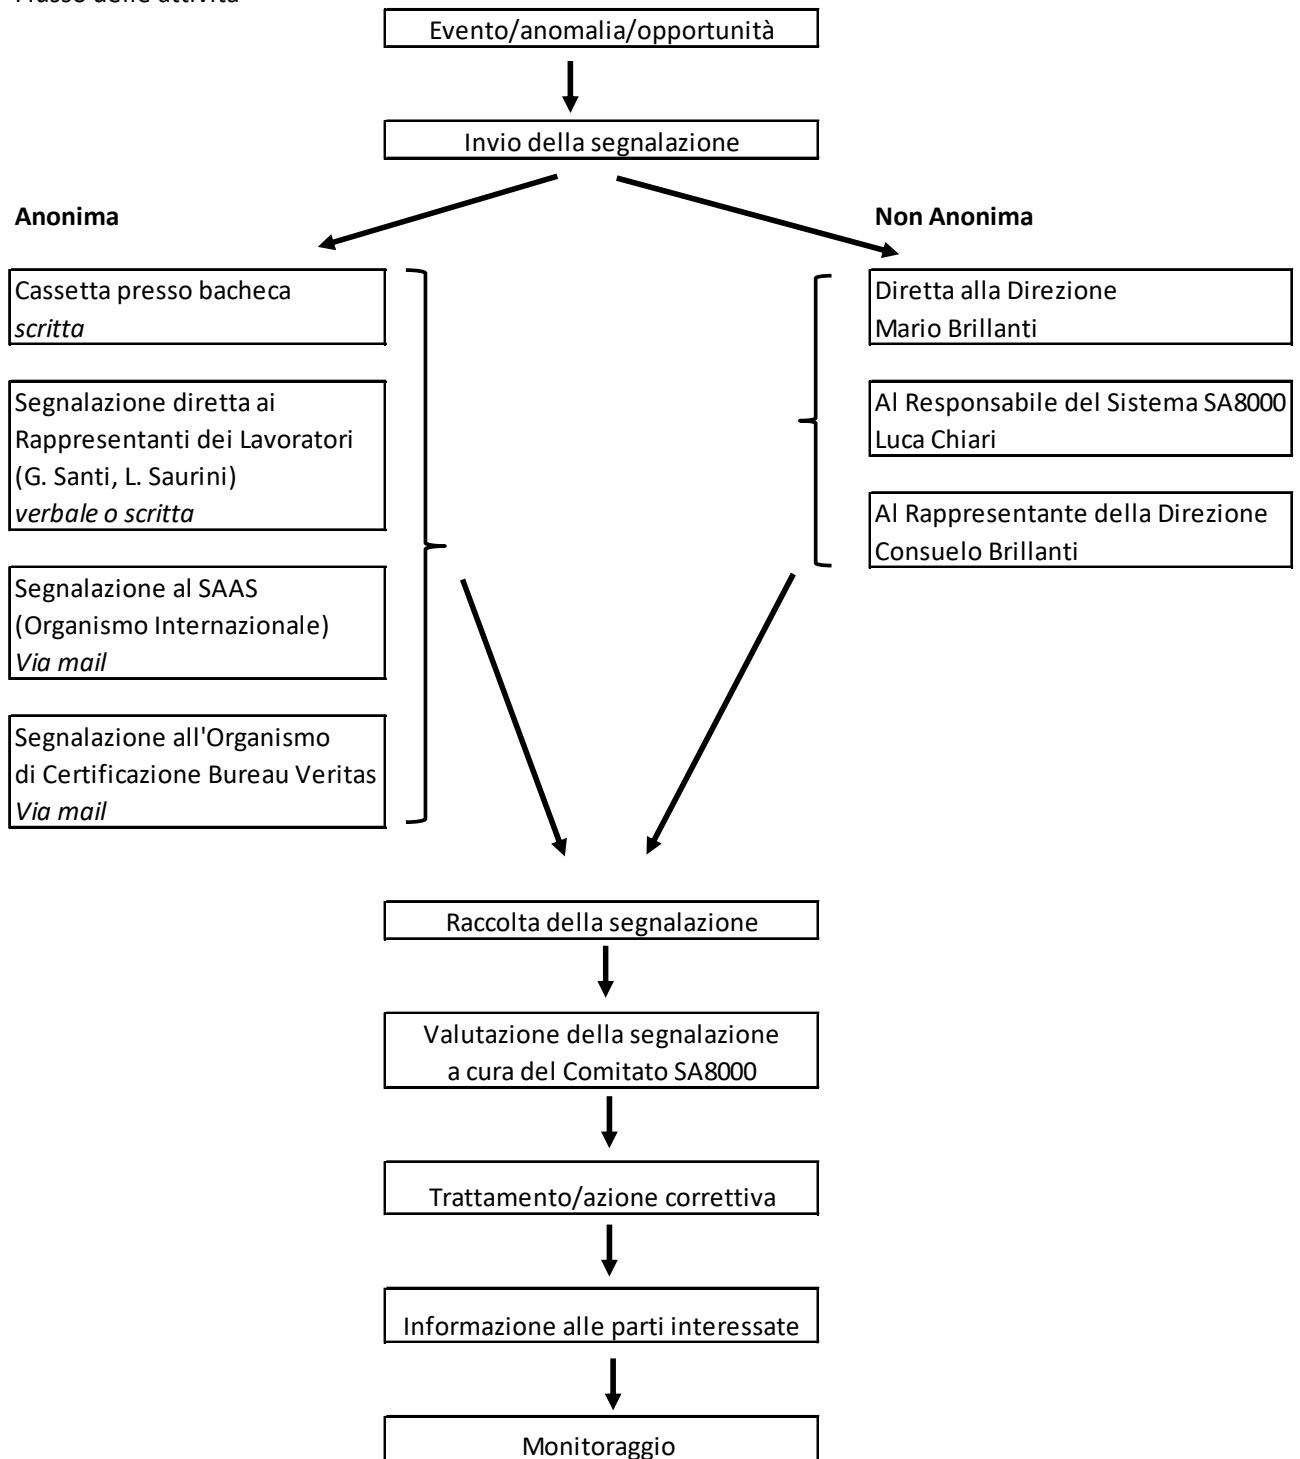 Flusso delle attività
Evento/anomalia/opportunità
Invio della segnalazione
Anonima
Non Anonima
Cassetta presso bacheca
scritta
Segnalazione diretta ai
Rappresentanti dei Lavoratori
(G. Santi, L. Saurini)
verbale o scritta
Segnalazione al SAAS
(Organismo Internazionale)
Via mail
Segnalazione all'Organismo
di Certificazione Bureau Veritas
Via mail
Diretta alla Direzione
Mario Brillanti
Al Responsabile del Sistema SA8000
Luca Chiari
Al Rappresentante della Direzione
Consuelo Brillanti
Raccolta della segnalazione
Valutazione della segnalazione
a cura del Comitato SA8000
Trattamento/azione correttiva
Informazione alle parti interessate
Monitoraggio